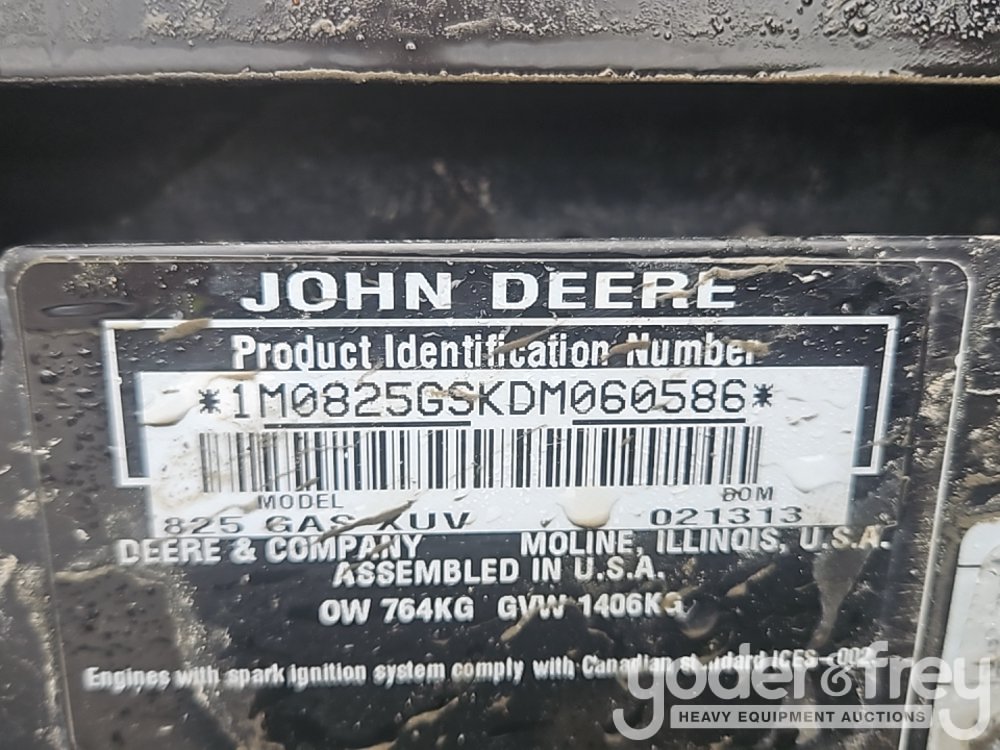 JOHN DEERE
Product Identification Number
*1M0825GSKDM060586*
MODEL DOM
825 GAS XUV 021313
DEERE & COMPANY MOLINE, ILLINOIS, U.S.A.
ASSEMBLED IN U.S.A.
OW 764KG GVW 1406KG
Engines with spark ignition system comply with Canadian standard ICES-002
yoder&frey
HEAVY EQUIPMENT AUCTIONS